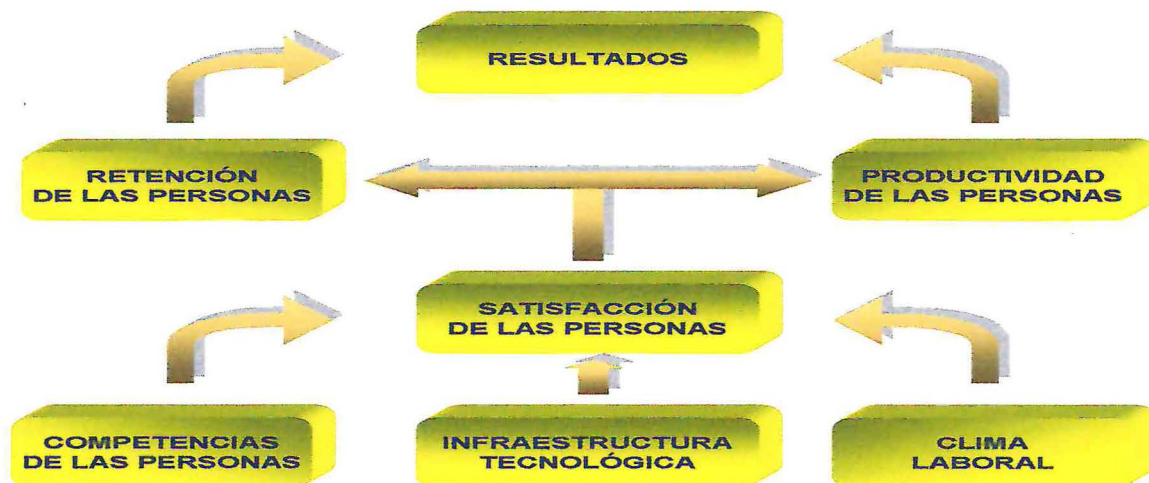 RESULTADOS
RETENCIÓN
DE LAS PERSONAS
PRODUCTIVIDAD
DE LAS PERSONAS
SATISFACCIÓN
DE LAS PERSONAS
COMPETENCIAS
DE LAS PERSONAS
INFRAESTRUCTURA
TECNOLÓGICA
CLIMA
LABORAL